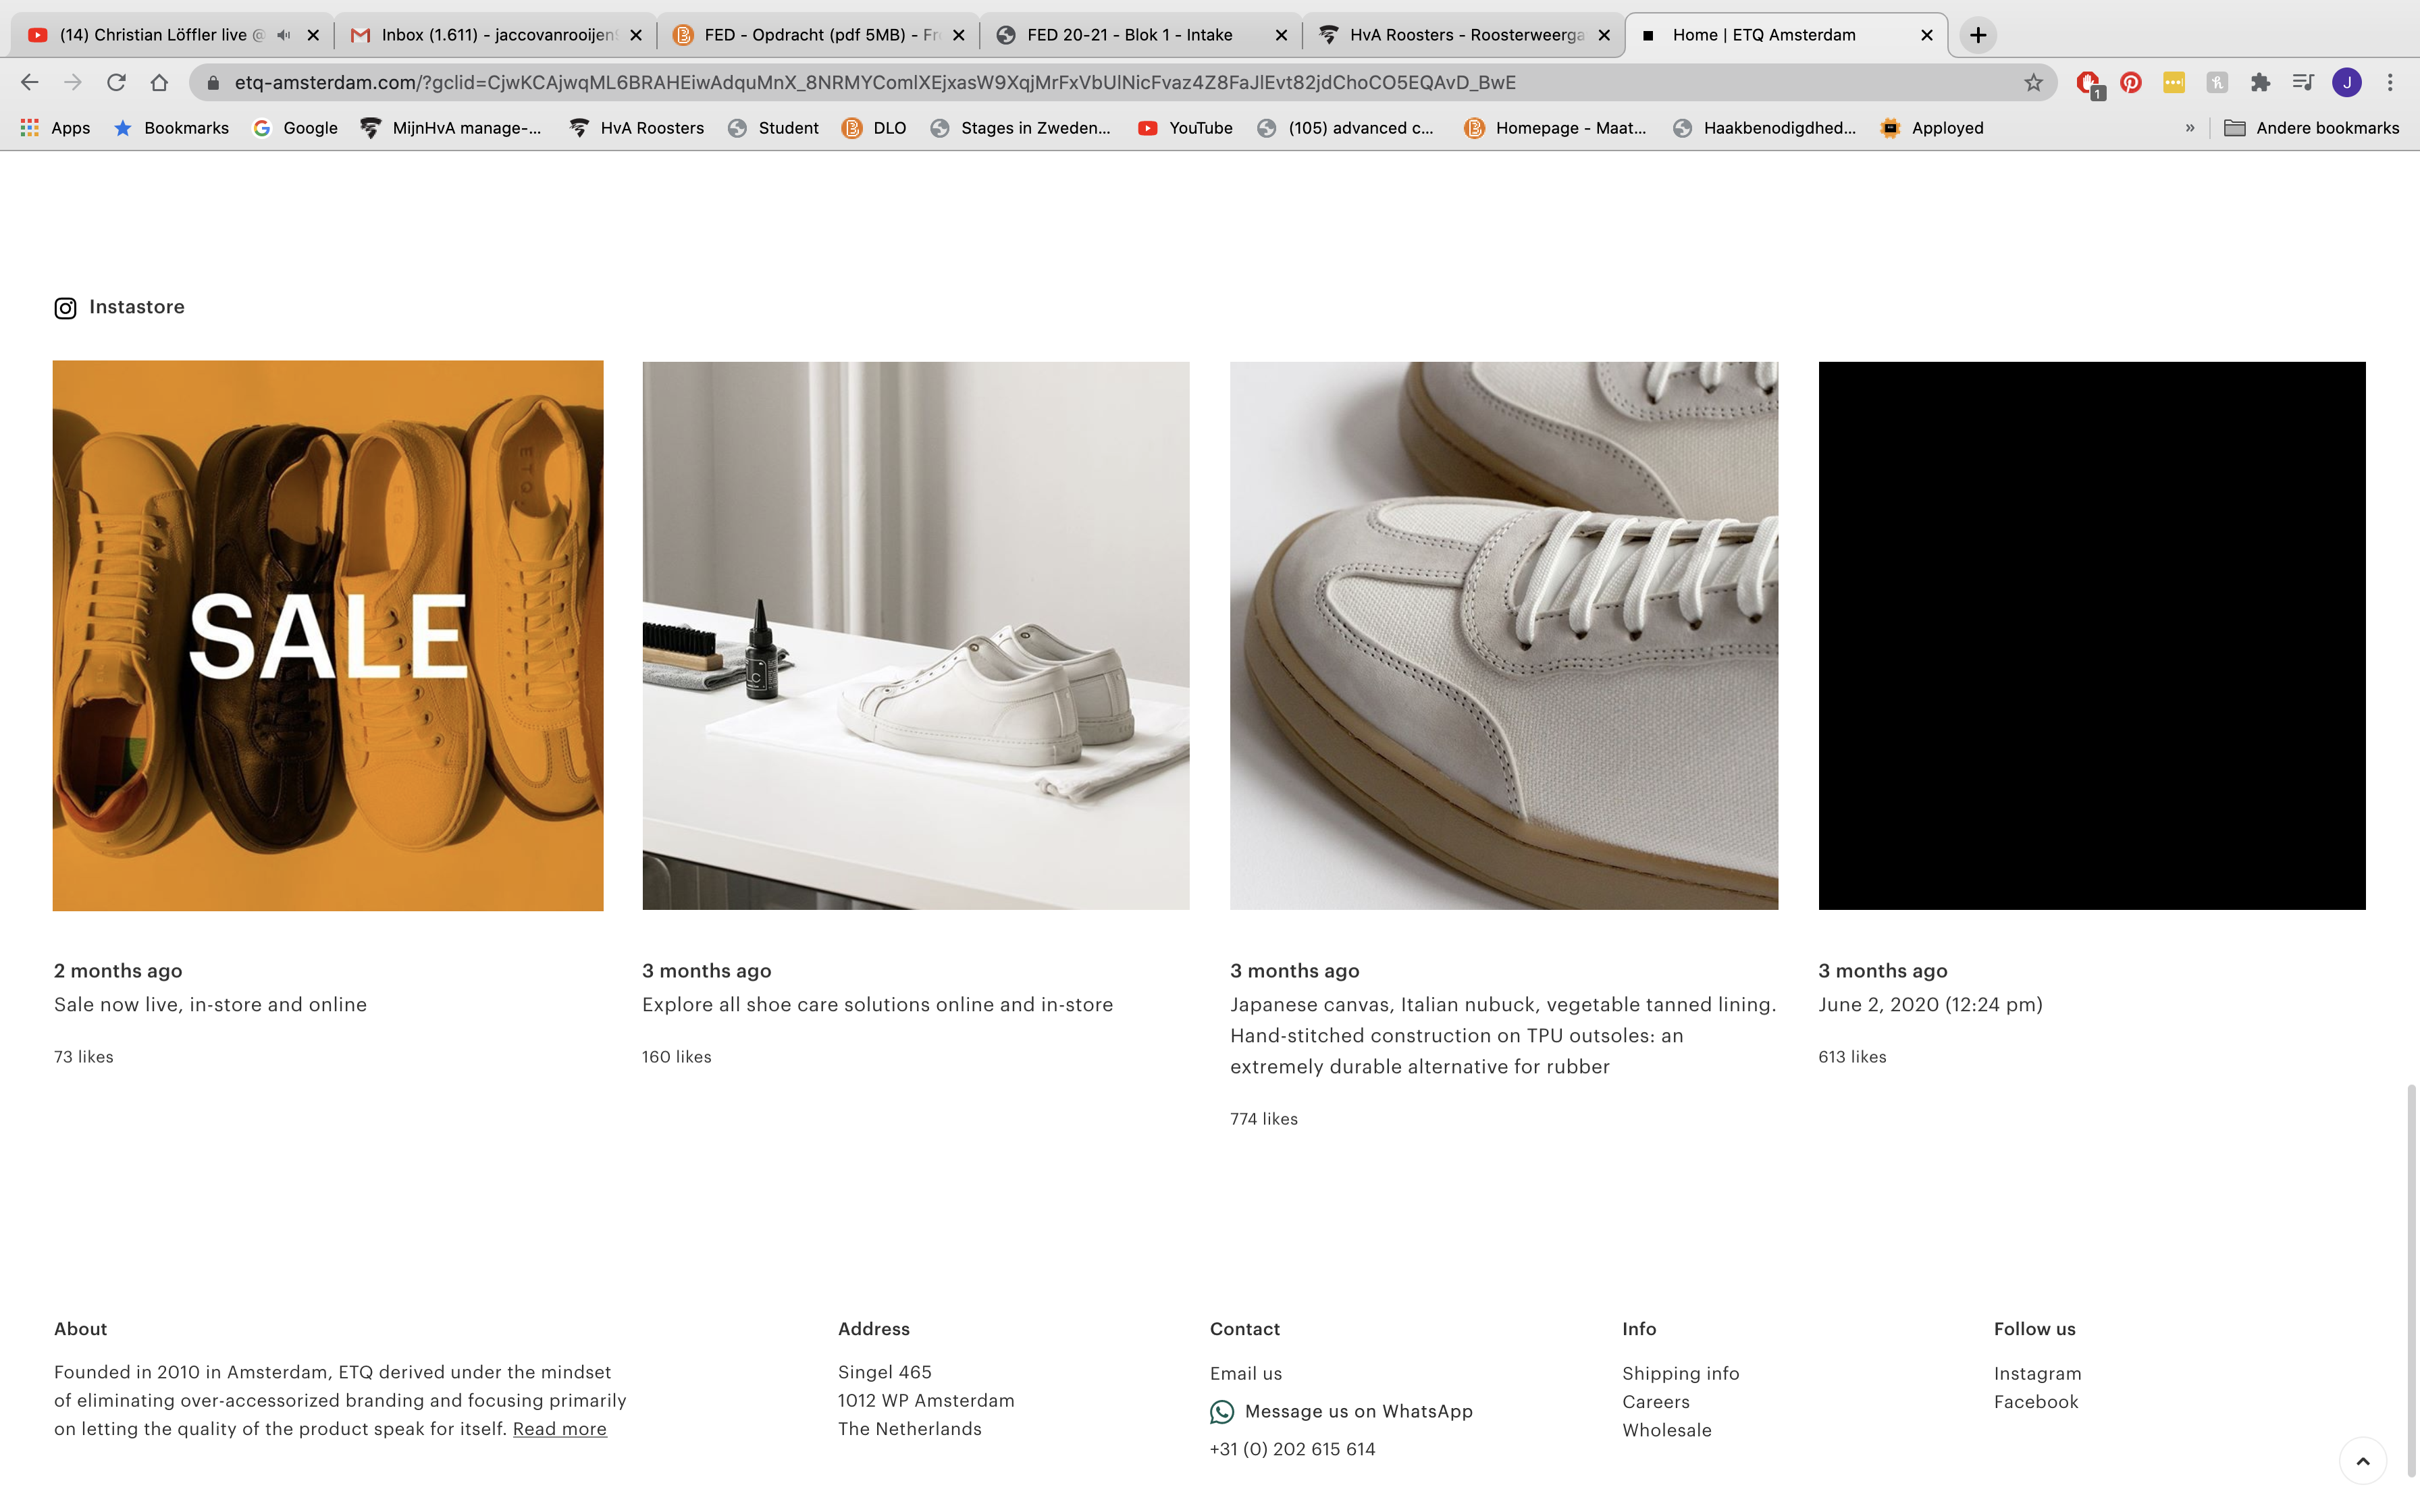 (14) Christian Löffler live @
Inbox (1.611) - jaccovanrooijen
FED - Opdracht (pdf 5MB) - Fr
FED 20-21 - Blok 1 - Intake
HvA Roosters - Roosterweerga
Home | ETQ Amsterdam
etq-amsterdam.com/?gclid=CjwKCAjwqML6BRAHEiwAdquMnX_8NRMYComlXEjxasW9XqjMrFxVbUlNicFvaz4Z8FaJlEvt82jdChoCO5EQAvD_BwE
1
J
Apps
Bookmarks
Google
MijnHvA manage-...
HvA Roosters
Student
DLO
Stages in Zweden...
YouTube
(105) advanced c...
Homepage - Maat...
Haakbenodigdhed...
Apployed
»
Andere bookmarks
Instastore
ETQ.
SALE
LC
2 months ago
Sale now live, in-store and online
73 likes
3 months ago
Explore all shoe care solutions online and in-store
160 likes
3 months ago
Japanese canvas, Italian nubuck, vegetable tanned lining.
Hand-stitched construction on TPU outsoles: an
extremely durable alternative for rubber
774 likes
3 months ago
June 2, 2020 (12:24 pm)
613 likes
About
Founded in 2010 in Amsterdam, ETQ derived under the mindset
of eliminating over-accessorized branding and focusing primarily
on letting the quality of the product speak for itself. Read more
Address
Singel 465
1012 WP Amsterdam
The Netherlands
Contact
Email us
Message us on WhatsApp
+31 (0) 202 615 614
Info
Shipping info
Careers
Wholesale
Follow us
Instagram
Facebook